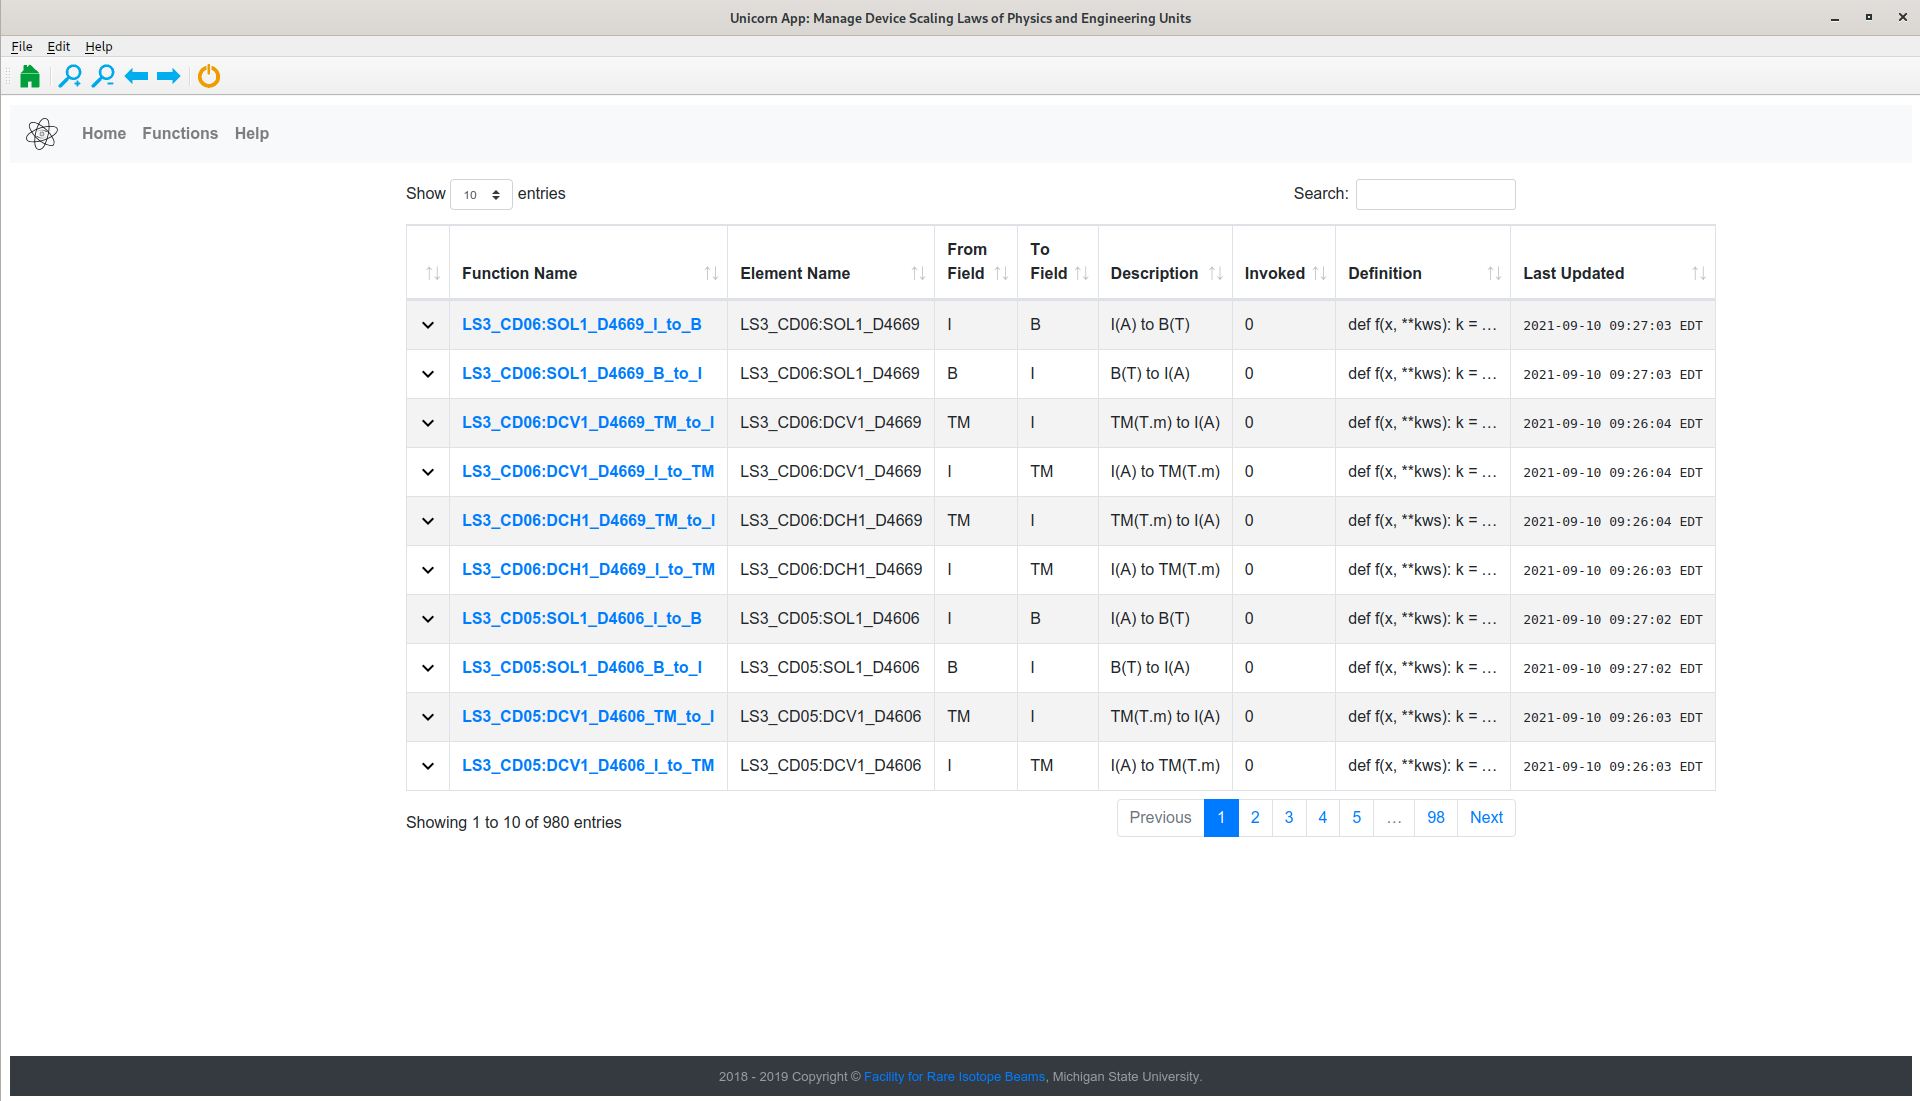 Unicorn App: Manage Device Scaling Laws of Physics and Engineering Units
File Edit Help
Home Functions Help
Show 10 entries Search:
Function Name Element Name From Field To Field Description Invoked Definition Last Updated
LS3_CD06:SOL1_D4669_I_to_B LS3_CD06:SOL1_D4669 I B I(A) to B(T) 0 def f(x, **kws): k = … 2021-09-10 09:27:03 EDT
LS3_CD06:SOL1_D4669_B_to_I LS3_CD06:SOL1_D4669 B I B(T) to I(A) 0 def f(x, **kws): k = … 2021-09-10 09:27:03 EDT
LS3_CD06:DCV1_D4669_TM_to_I LS3_CD06:DCV1_D4669 TM I TM(T.m) to I(A) 0 def f(x, **kws): k = … 2021-09-10 09:26:04 EDT
LS3_CD06:DCV1_D4669_I_to_TM LS3_CD06:DCV1_D4669 I TM I(A) to TM(T.m) 0 def f(x, **kws): k = … 2021-09-10 09:26:04 EDT
LS3_CD06:DCH1_D4669_TM_to_I LS3_CD06:DCH1_D4669 TM I TM(T.m) to I(A) 0 def f(x, **kws): k = … 2021-09-10 09:26:04 EDT
LS3_CD06:DCH1_D4669_I_to_TM LS3_CD06:DCH1_D4669 I TM I(A) to TM(T.m) 0 def f(x, **kws): k = … 2021-09-10 09:26:03 EDT
LS3_CD05:SOL1_D4606_I_to_B LS3_CD05:SOL1_D4606 I B I(A) to B(T) 0 def f(x, **kws): k = … 2021-09-10 09:27:02 EDT
LS3_CD05:SOL1_D4606_B_to_I LS3_CD05:SOL1_D4606 B I B(T) to I(A) 0 def f(x, **kws): k = … 2021-09-10 09:27:02 EDT
LS3_CD05:DCV1_D4606_TM_to_I LS3_CD05:DCV1_D4606 TM I TM(T.m) to I(A) 0 def f(x, **kws): k = … 2021-09-10 09:26:03 EDT
LS3_CD05:DCV1_D4606_I_to_TM LS3_CD05:DCV1_D4606 I TM I(A) to TM(T.m) 0 def f(x, **kws): k = … 2021-09-10 09:26:03 EDT
Showing 1 to 10 of 980 entries Previous 1 2 3 4 5 … 98 Next
2018 - 2019 Copyright © Facility for Rare Isotope Beams, Michigan State University.